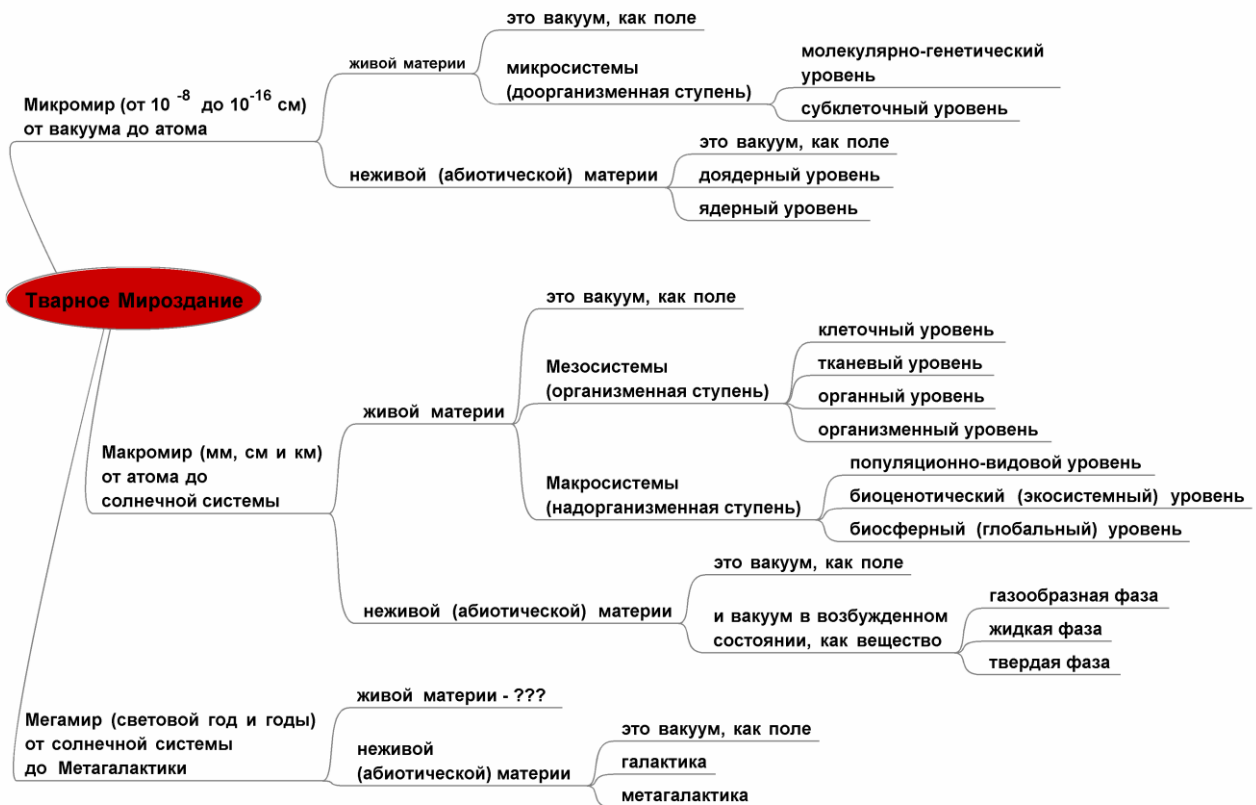 это вакуум, как поле
живой материи
микросистемы
(доорганизменная ступень)
молекулярно-генетический
уровень
субклеточный уровень
Микромир (от 10 -8 до 10-16 см)
от вакуума до атома
неживой (абиотической) материи
это вакуум, как поле
доядерный уровень
ядерный уровень
Тварное Мироздание
Макромир (мм, см и км)
от атома до
солнечной системы
живой материи
это вакуум, как поле
Мезосистемы
(организменная ступень)
клеточный уровень
тканевый уровень
органный уровень
организменный уровень
Макросистемы
(надорганизменная ступень)
популяционно-видовой уровень
биоценотический (экосистемный) уровень
биосферный (глобальный) уровень
неживой (абиотической) материи
это вакуум, как поле
и вакуум в возбужденном
состоянии, как вещество
газообразная фаза
жидкая фаза
твердая фаза
Мегамир (световой год и годы)
от солнечной системы
до Метагалактики
живой материи - ???
неживой
(абиотической) материи
это вакуум, как поле
галактика
метагалактика